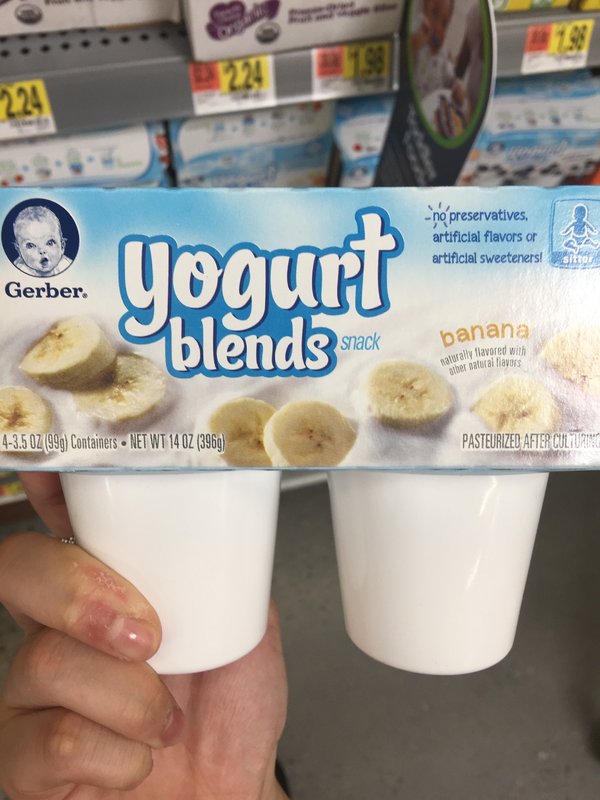 Organic
2.24
2.24
1.98
1.98
Gerber®
yogurt
blends snack
no preservatives,
artificial flavors or
artificial sweeteners!
sitter
banana
naturally flavored with
other natural flavors
4-3.5 OZ (99g) Containers • NET WT 14 OZ (396g)
PASTEURIZED AFTER CULTURING